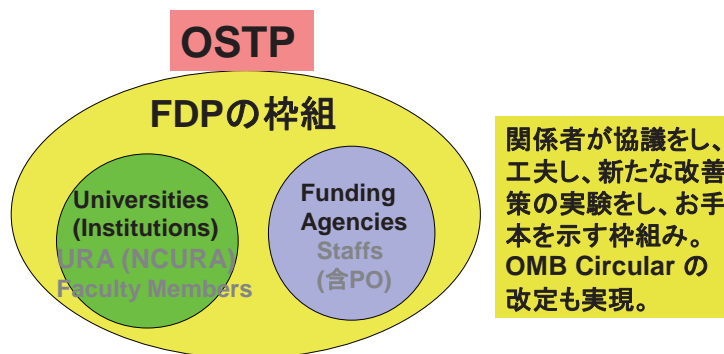 OSTP
FDPの枠組
Universities
(Institutions)
URA (NCURA)
Faculty Members
Funding
Agencies
Staffs
(含PO)
関係者が協議をし、
工夫し、新たな改善
策の実験をし、お手
本を示す枠組み。
OMB Circular の
改定も実現。